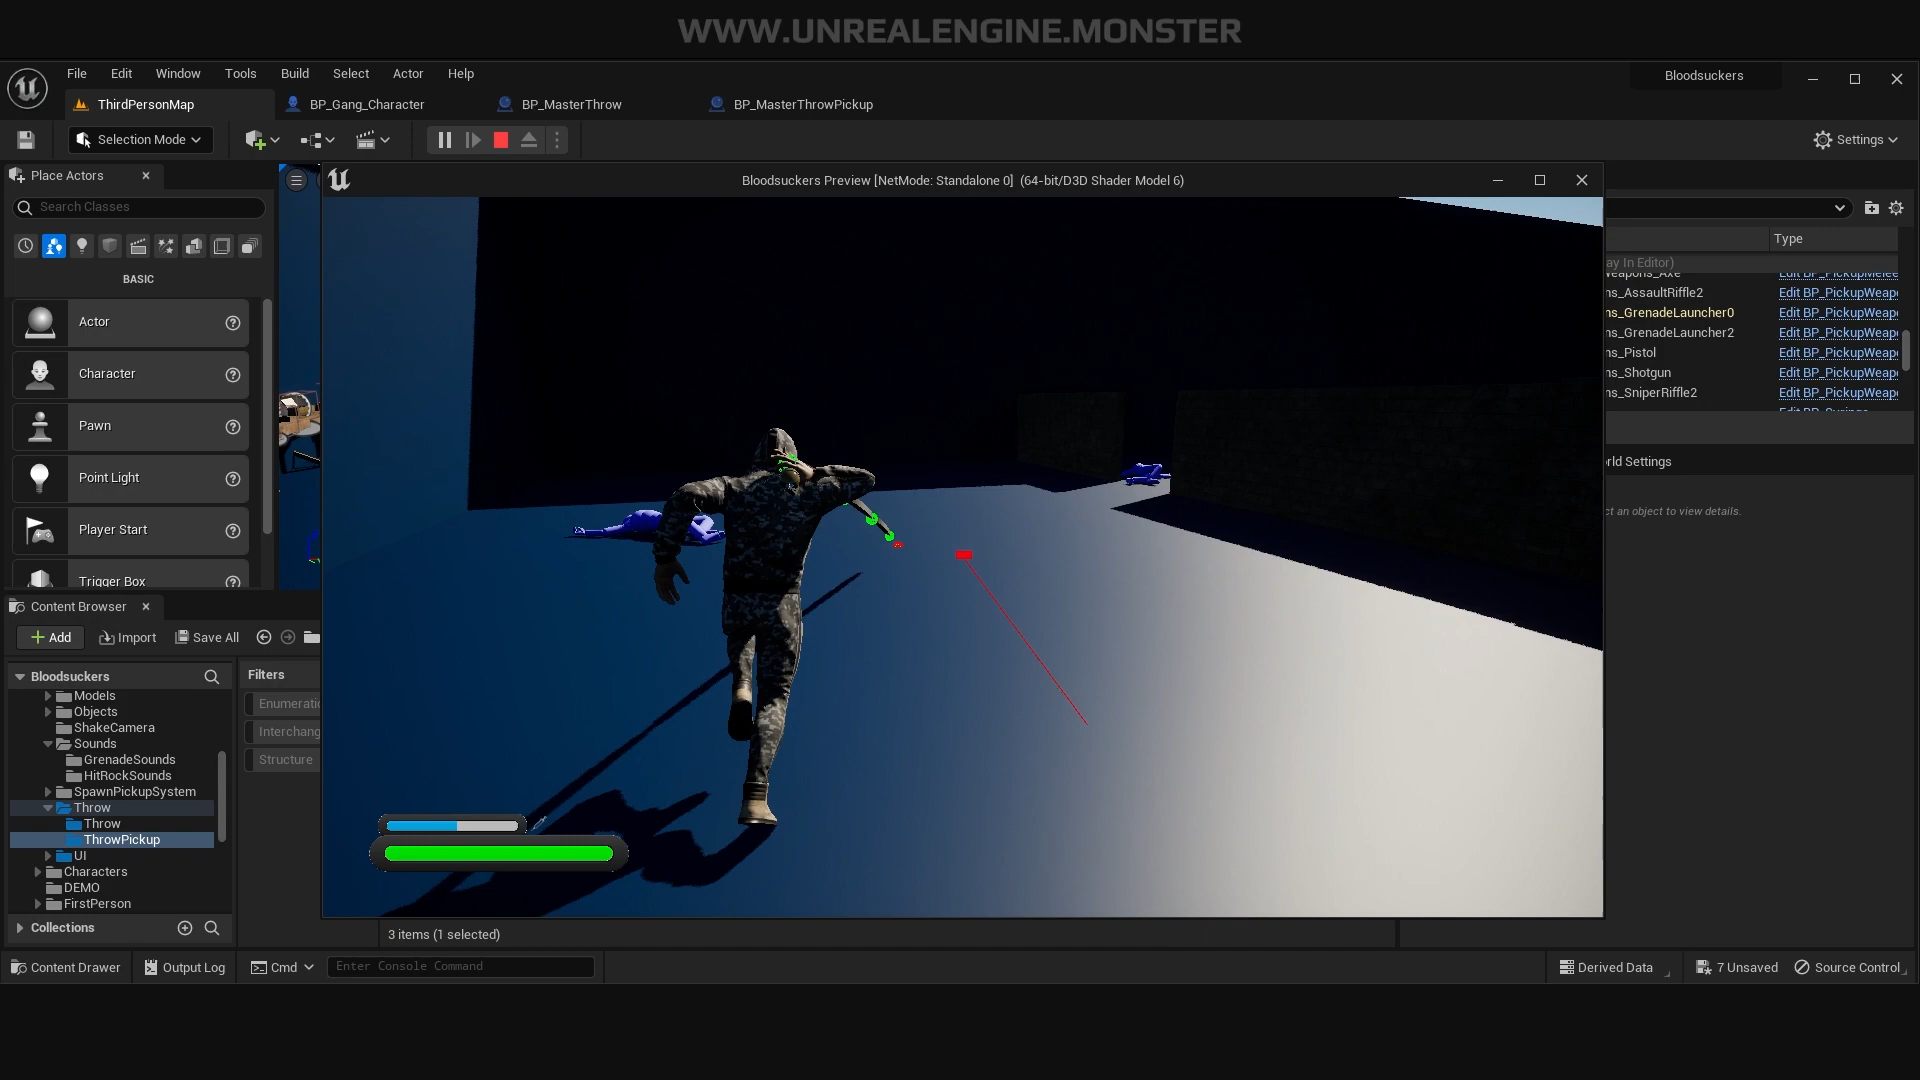 WWW.UNREALENGINE.MONSTER
File Edit Window Tools Build Select Actor Help
Bloodsuckers
ThirdPersonMap BP_Gang_Character BP_MasterThrow BP_MasterThrowPickup
Selection Mode
Settings
Place Actors
Bloodsuckers Preview [NetMode: Standalone 0] (64-bit/D3D Shader Model 6)
Search Classes
Type
BASIC
ay In Editor)
Weapons_Axe Edit BP_PickupMelee
ns_AssaultRiffle2 Edit BP_PickupWeap
ns_GrenadeLauncher0 Edit BP_PickupWeap
ns_GrenadeLauncher2 Edit BP_PickupWeap
ns_Pistol Edit BP_PickupWeap
ns_Shotgun Edit BP_PickupWeap
ns_SniperRiffle2 Edit BP_PickupWeap
Actor
Character
Pawn
Point Light
Player Start
Trigger Box
rld Settings
ct an object to view details.
Content Browser
Add Import Save All
Bloodsuckers
Models
Objects
ShakeCamera
Sounds
GrenadeSounds
HitRockSounds
SpawnPickupSystem
Throw
Throw
ThrowPickup
UI
Characters
DEMO
FirstPerson
Collections
Filters
Enumeratio
Interchang
Structure
3 items (1 selected)
Content Drawer Output Log Cmd Enter Console Command
Derived Data 7 Unsaved Source Control